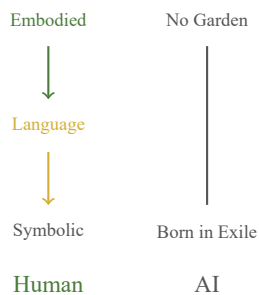 Embodied
No Garden
Language
Symbolic
Born in Exile
Human
AI